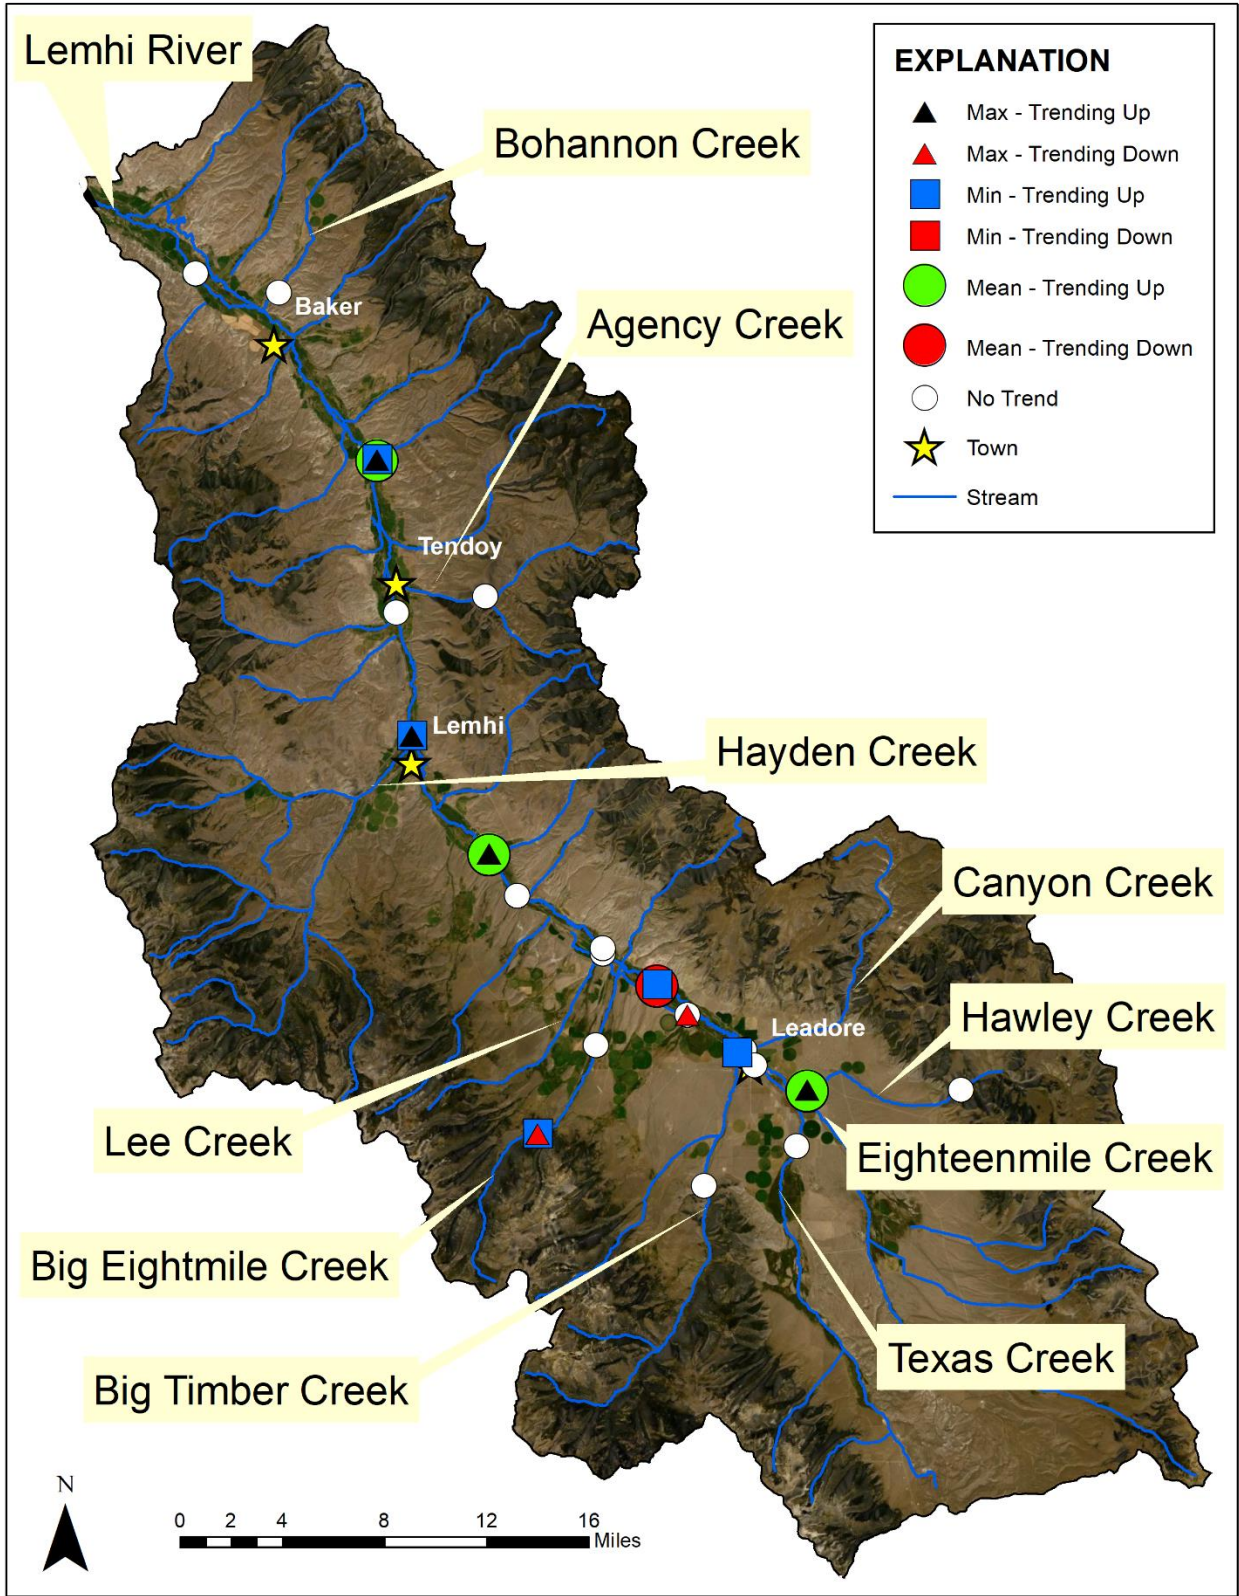 Lemhi River
EXPLANATION
Max - Trending Up
Max - Trending Down
Min - Trending Up
Min - Trending Down
Mean - Trending Up
Mean - Trending Down
No Trend
Town
Stream
Bohannon Creek
Baker
Agency Creek
Tendoy
Lemhi
Hayden Creek
Canyon Creek
Hawley Creek
Leadore
Lee Creek
Eighteenmile Creek
Big Eightmile Creek
Texas Creek
Big Timber Creek
N
0 2 4 8 12 16
Miles